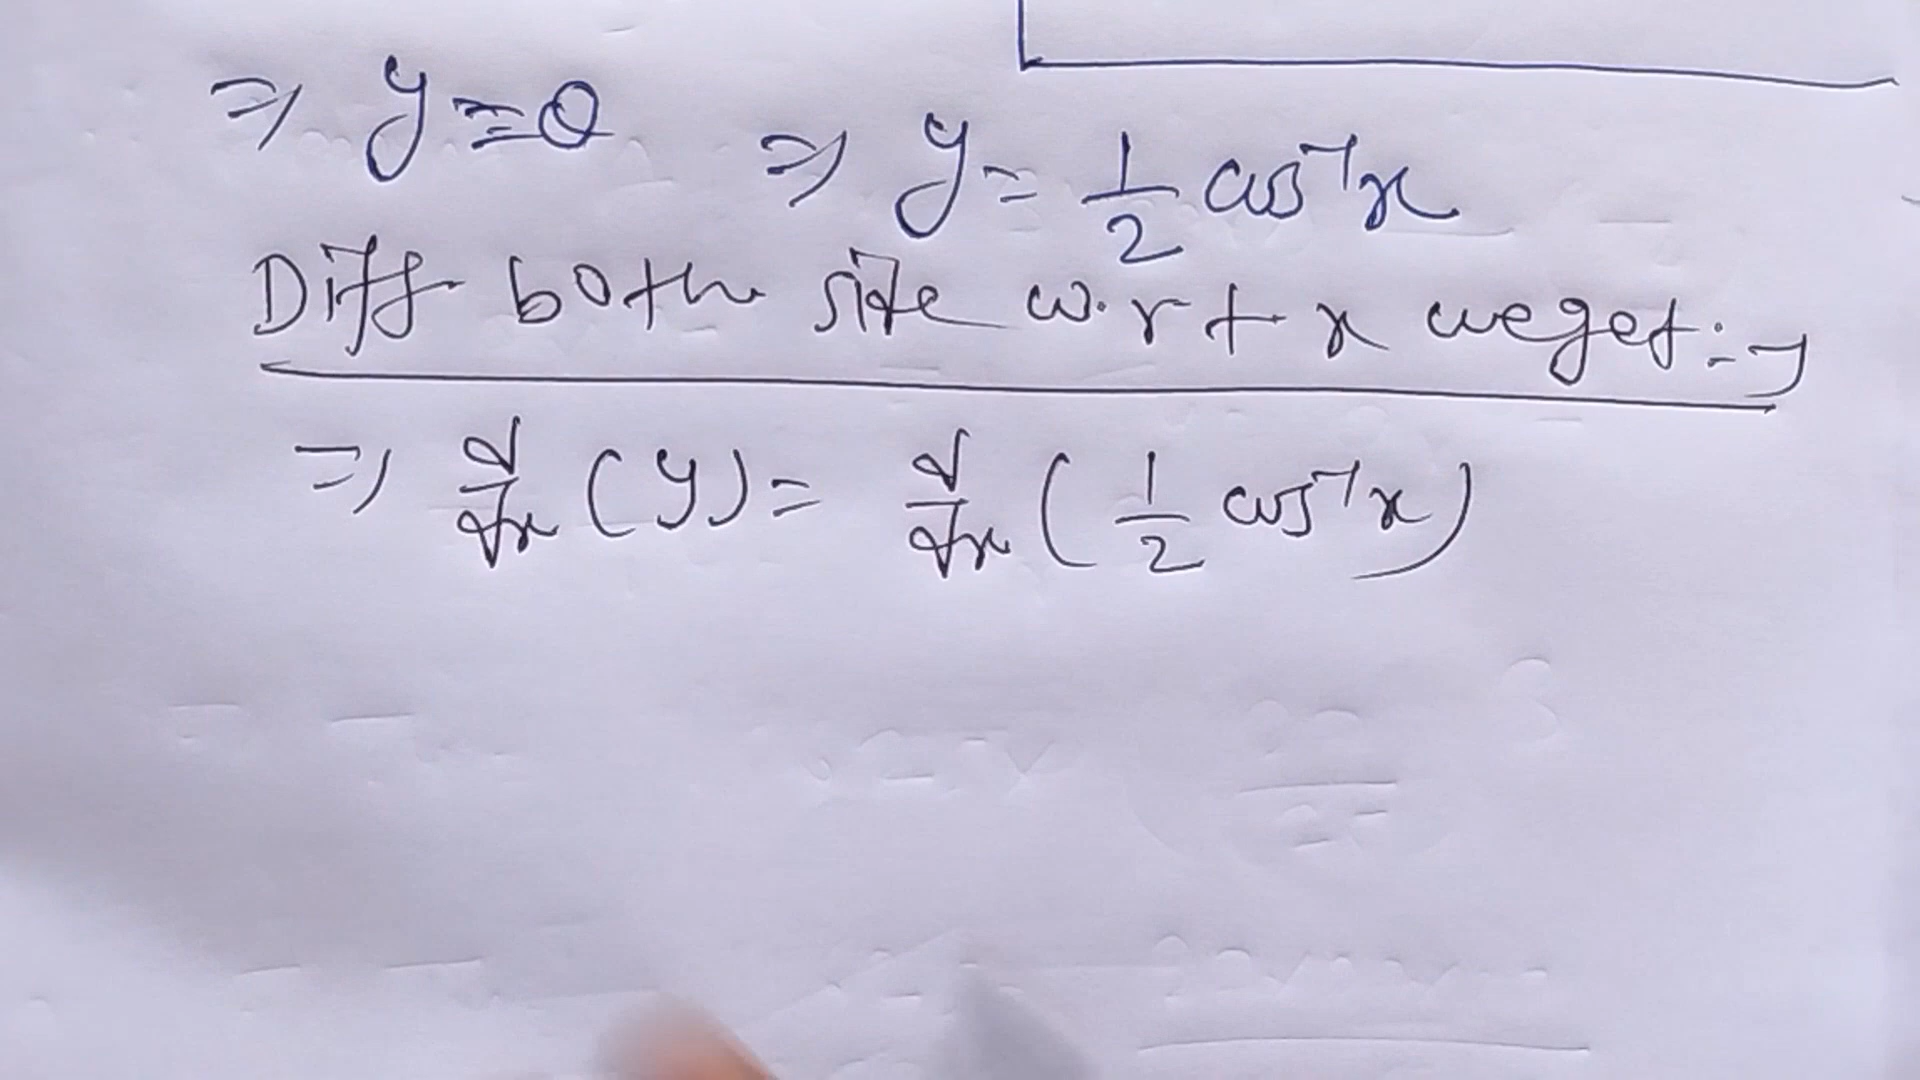 ⇒ y = θ ⇒ y = 1/2 cos⁻¹x
Diff both side w.r.t x we get:-
⇒ d/dx (y) = d/dx (1/2 cos⁻¹x)